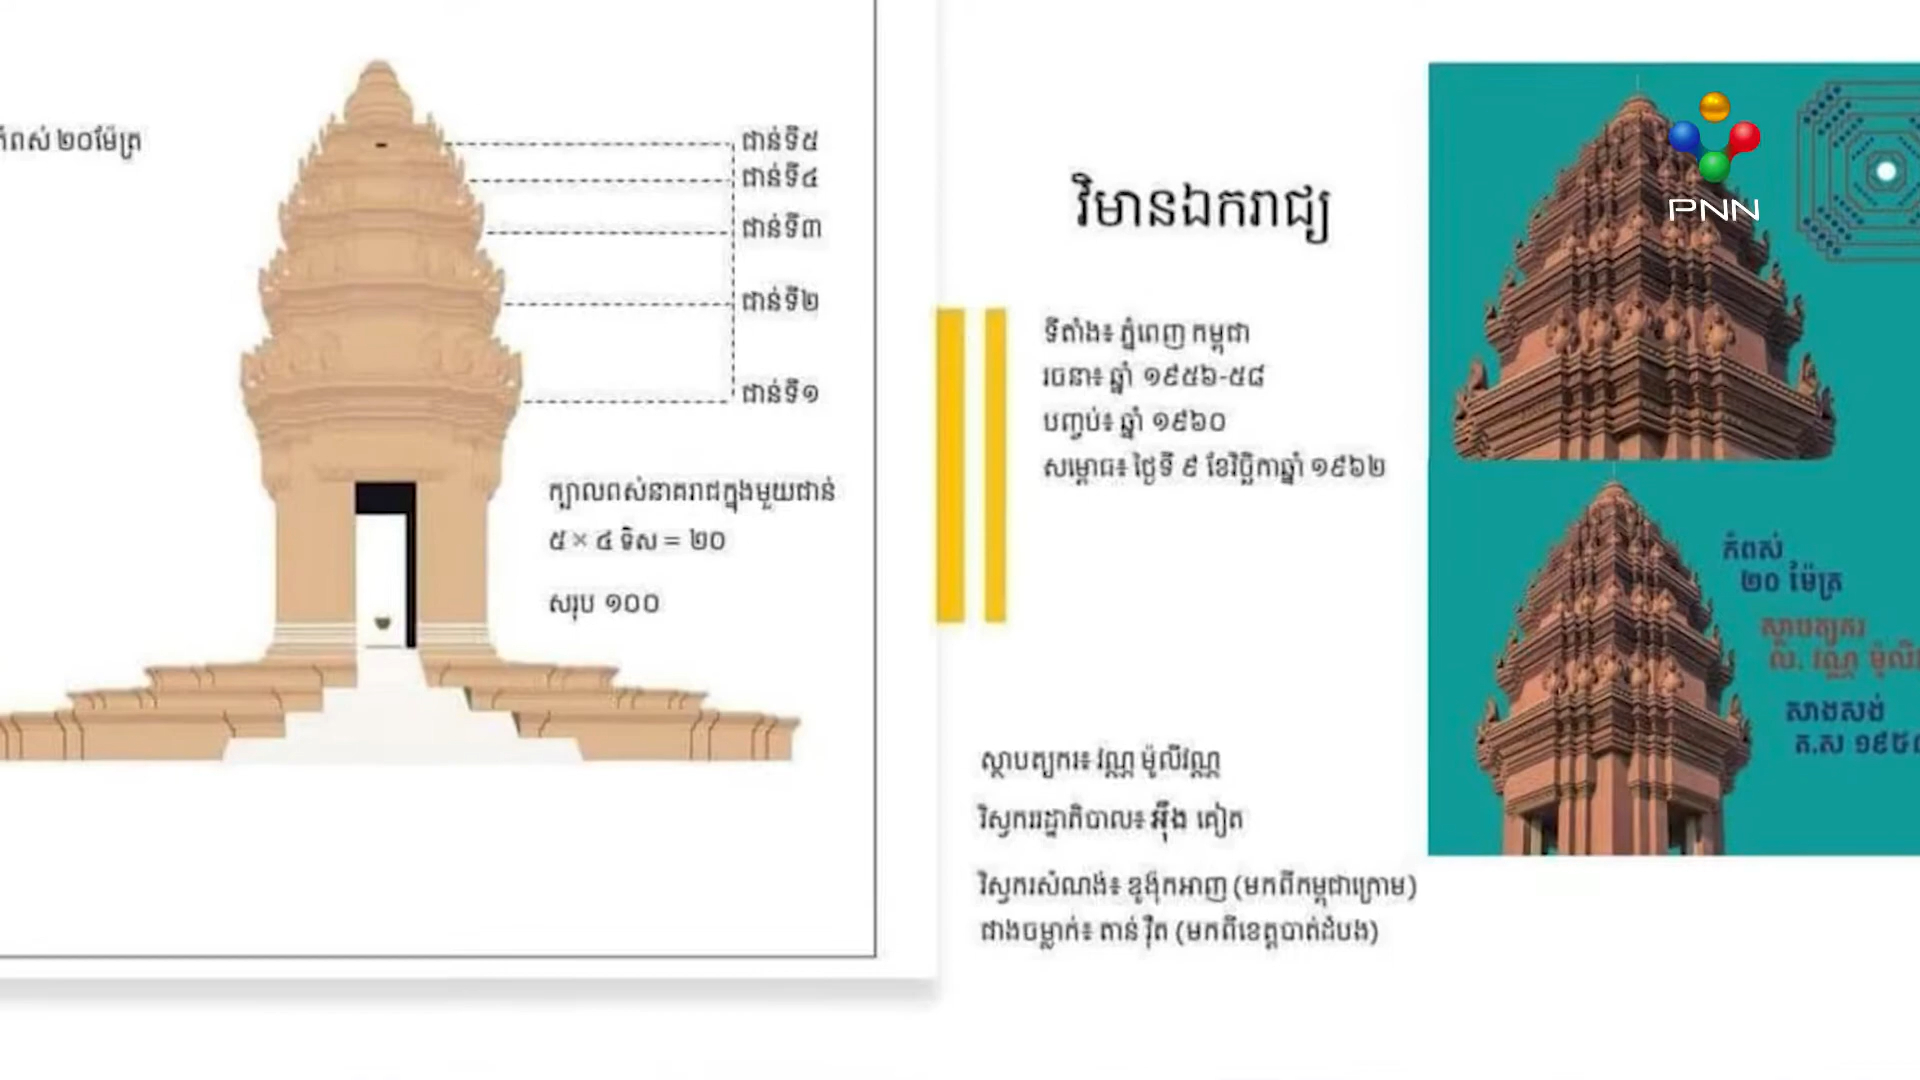 កំពស់ ២០ម៉ែត្រ
ជាន់ទី៥
ជាន់ទី៤
ជាន់ទី៣
ជាន់ទី២
ជាន់ទី១
ក្បាលពស់នាគរាជក្នុងមួយជាន់
៥ × ៤ ទិស = ២០
សរុប ១០០
វិមានឯករាជ្យ
ទីតាំង៖ ភ្នំពេញ កម្ពុជា
រចនា៖ ឆ្នាំ ១៩៥៦-៥៨
បញ្ចប់៖ ឆ្នាំ ១៩៦០
សម្ពោធ៖ ថ្ងៃទី ៩ ខែវិច្ឆិកាឆ្នាំ ១៩៦២
ស្ថាបត្យករ៖ វណ្ណ ម៉ូលីវណ្ណ
វិស្វកររដ្ឋាភិបាល៖ អ៊ឹង គៀត
វិស្វករសំណង់៖ ឌូង៉ុកអាញ (មកពីកម្ពុជាក្រោម)
ជាងចម្លាក់៖ តាន់ វ៉ឺត (មកពីខេត្តបាត់ដំបង)
PNN
កំពស់
២០ ម៉ែត្រ
ស្ថាបត្យករ
ល. វណ្ណ
សាងសង់
គ.ស